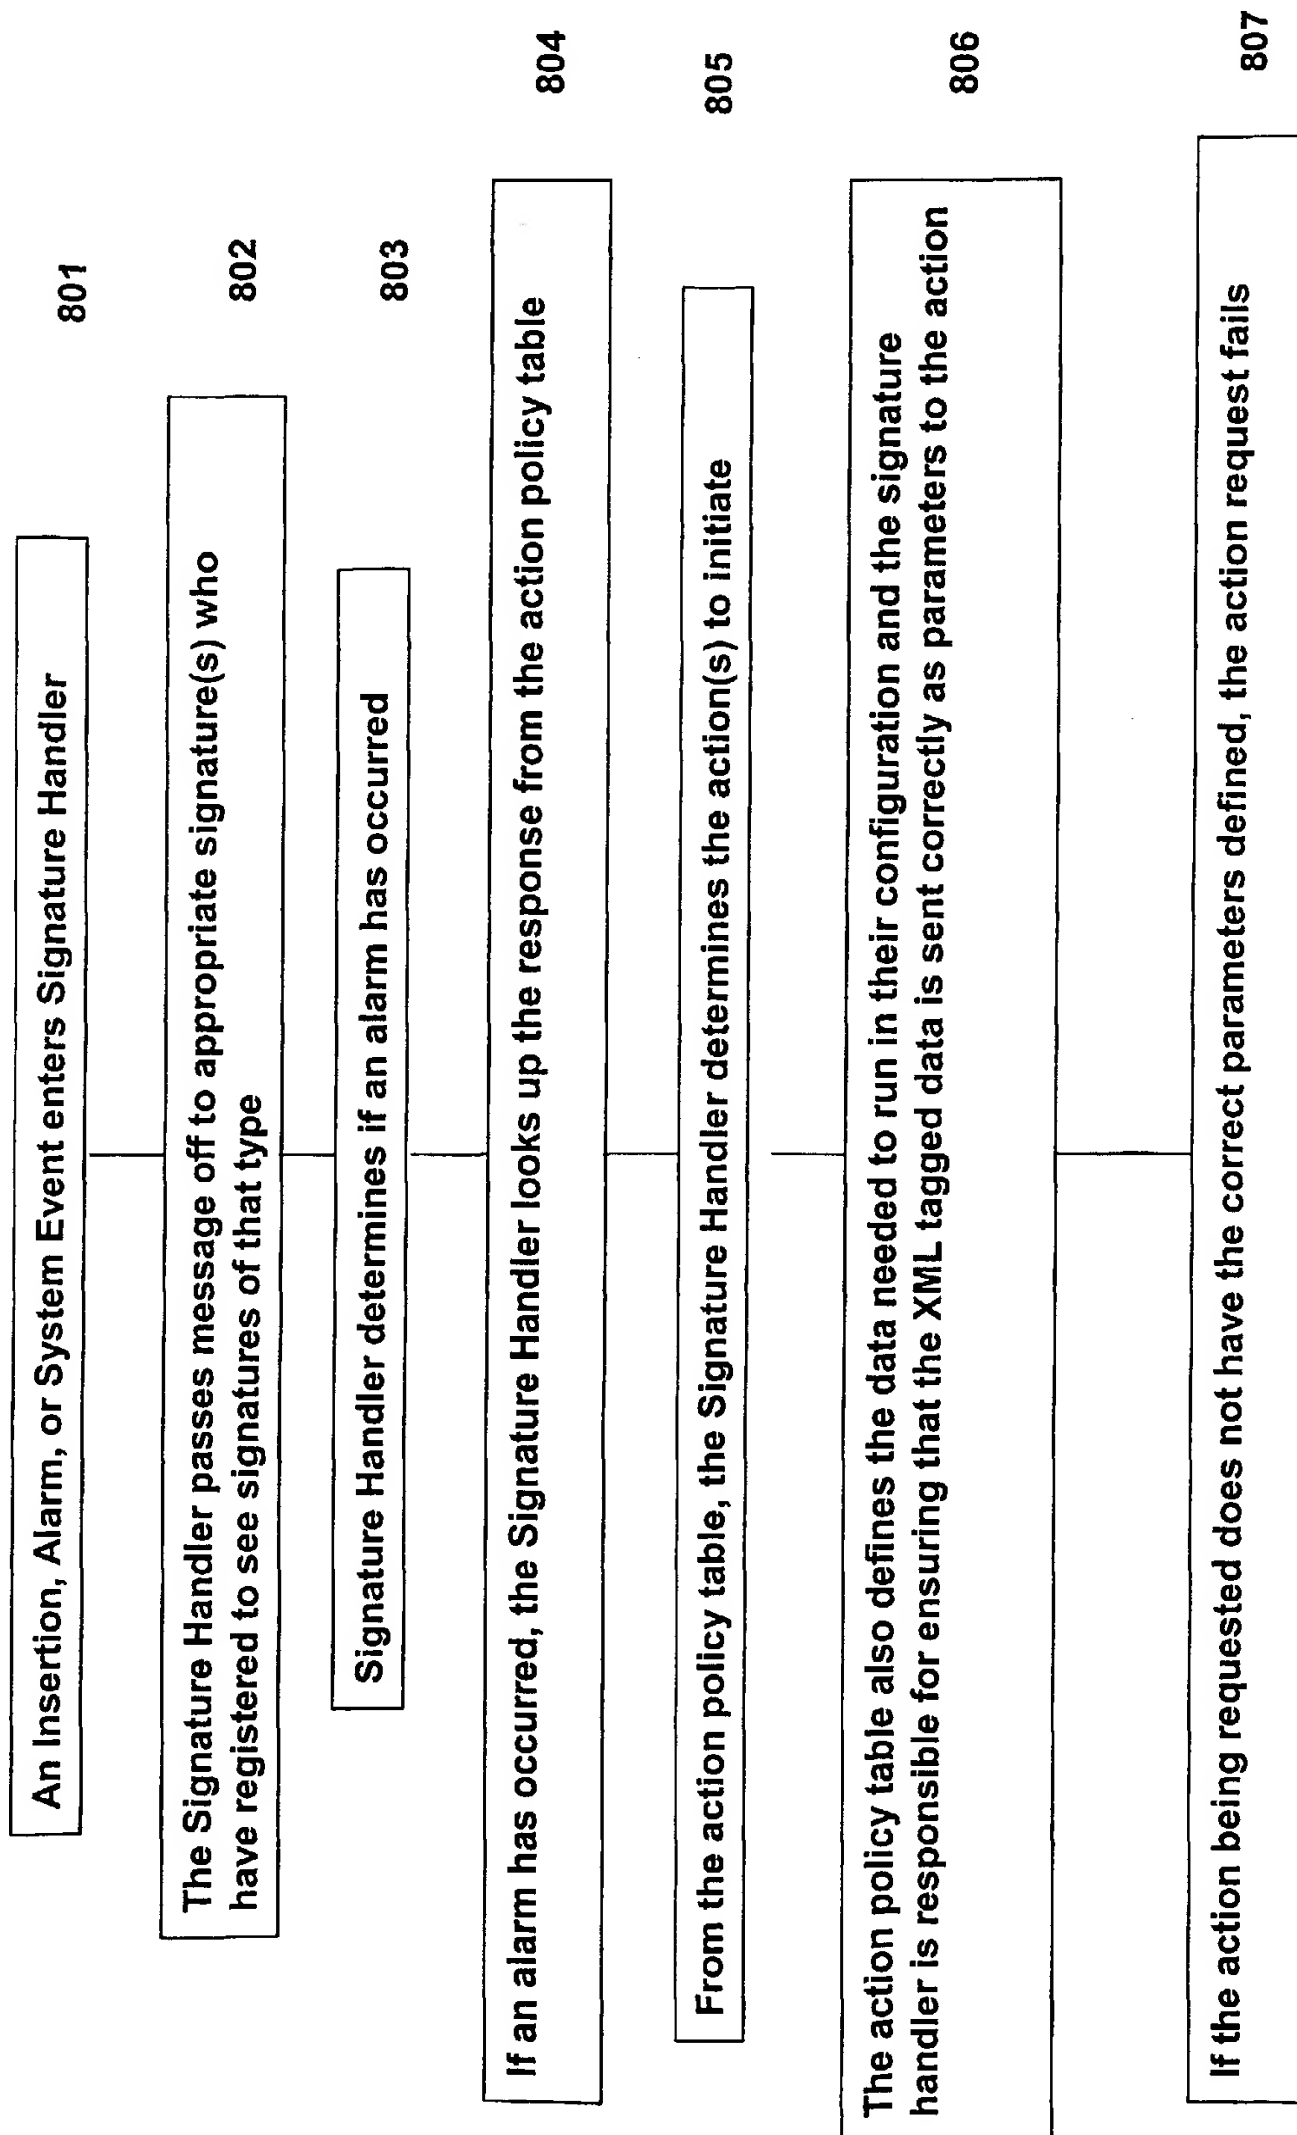 An Insertion, Alarm, or System Event enters Signature Handler
801
The Signature Handler passes message off to appropriate signature(s) who
have registered to see signatures of that type
802
Signature Handler determines if an alarm has occurred
803
If an alarm has occurred, the Signature Handler looks up the response from the action policy table
804
From the action policy table, the Signature Handler determines the action(s) to initiate
805
The action policy table also defines the data needed to run in their configuration and the signature
handler is responsible for ensuring that the XML tagged data is sent correctly as parameters to the action
806
If the action being requested does not have the correct parameters defined, the action request fails
807